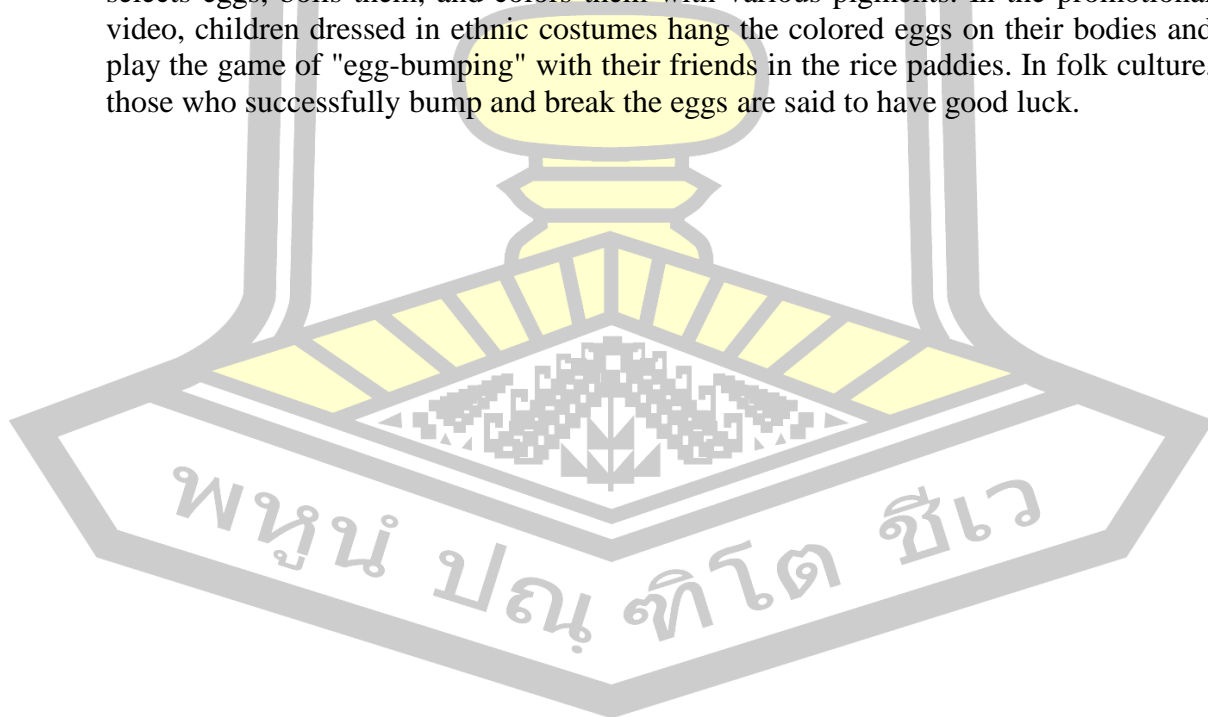 selects eggs, boils them, and colors them with various pigments. In the promotional
video, children dressed in ethnic costumes hang the colored eggs on their bodies and
play the game of "egg-bumping" with their friends in the rice paddies. In folk culture,
those who successfully bump and break the eggs are said to have good luck.
พหูนํ ปณฺฑิโต ชีเว